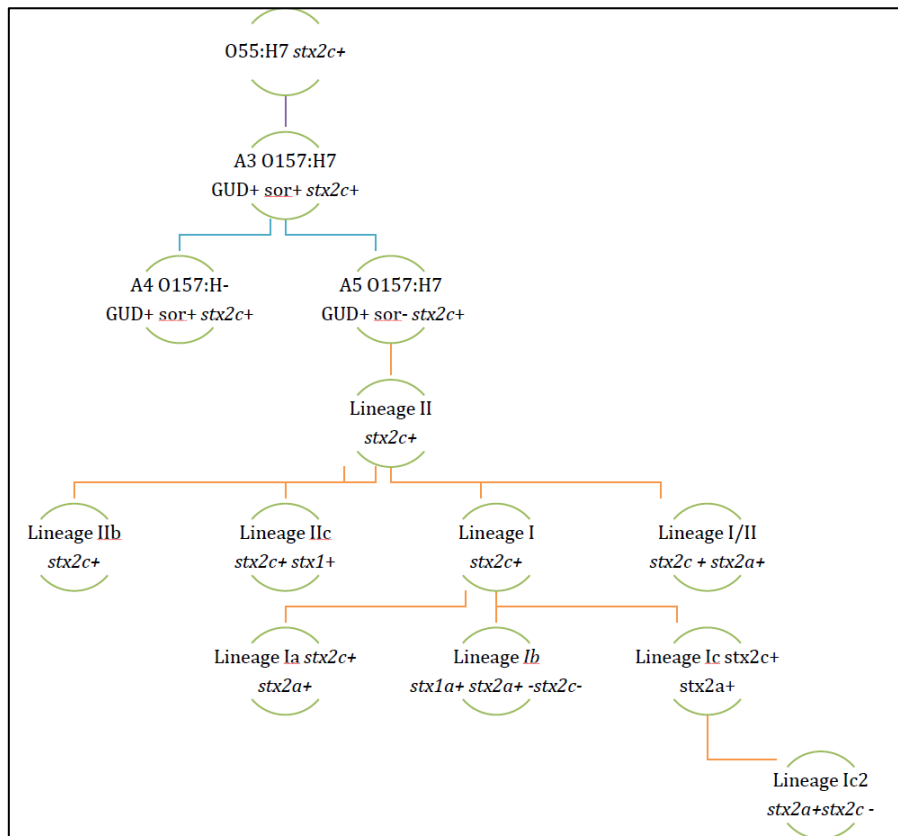 O55:H7 stx2c+
A3 O157:H7
GUD+ sor+ stx2c+
A4 O157:H-
GUD+ sor+ stx2c+
A5 O157:H7
GUD+ sor- stx2c+
Lineage II
stx2c+
Lineage IIb
stx2c+
Lineage IIc
stx2c+ stx1+
Lineage I
stx2c+
Lineage I/II
stx2c + stx2a+
Lineage Ia stx2c+
stx2a+
Lineage Ib
stx1a+ stx2a+ -stx2c-
Lineage Ic stx2c+
stx2a+
Lineage Ic2
stx2a+stx2c -